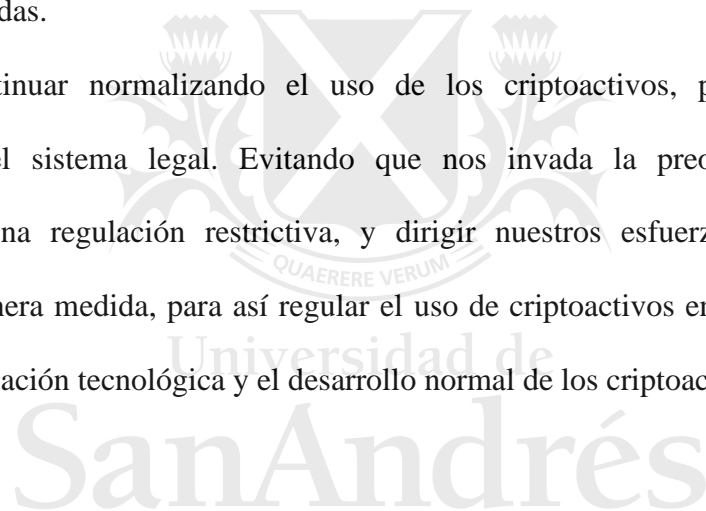 das.
tinuar normalizando el uso de los criptoactivos, p
el sistema legal. Evitando que nos invada la preo
na regulación restrictiva, y dirigir nuestros esfuerz
nera medida, para así regular el uso de criptoactivos en
QUAERERE VERUM
Universidad de
ación tecnológica y el desarrollo normal de los criptoac
SanAndrés